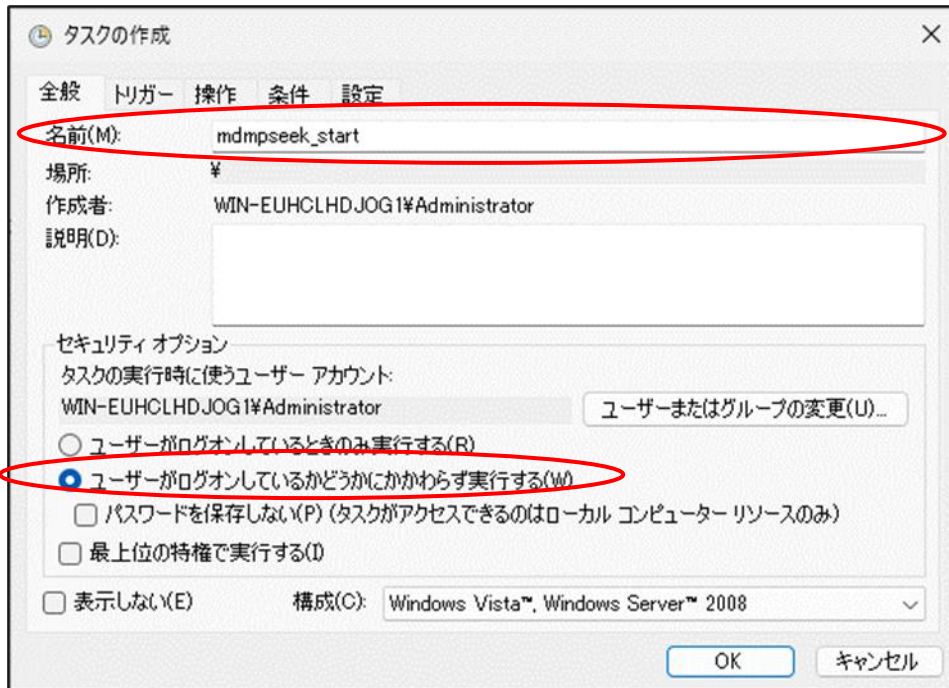 タスクの作成
全般 トリガー 操作 条件 設定
名前(M): mdmpseek_start
場所: ¥
作成者: WIN-EUHCLHDJOG1¥Administrator
説明(D):
セキュリティ オプション
タスクの実行時に使うユーザー アカウント:
WIN-EUHCLHDJOG1¥Administrator ユーザーまたはグループの変更(U)...
ユーザーがログオンしているときのみ実行する(R)
ユーザーがログオンしているかどうかにかかわらず実行する(W)
パスワードを保存しない(P) (タスクがアクセスできるのはローカル コンピューター リソースのみ)
最上位の特権で実行する(I)
表示しない(E) 構成(C): Windows Vista™, Windows Server™ 2008
OK キャンセル